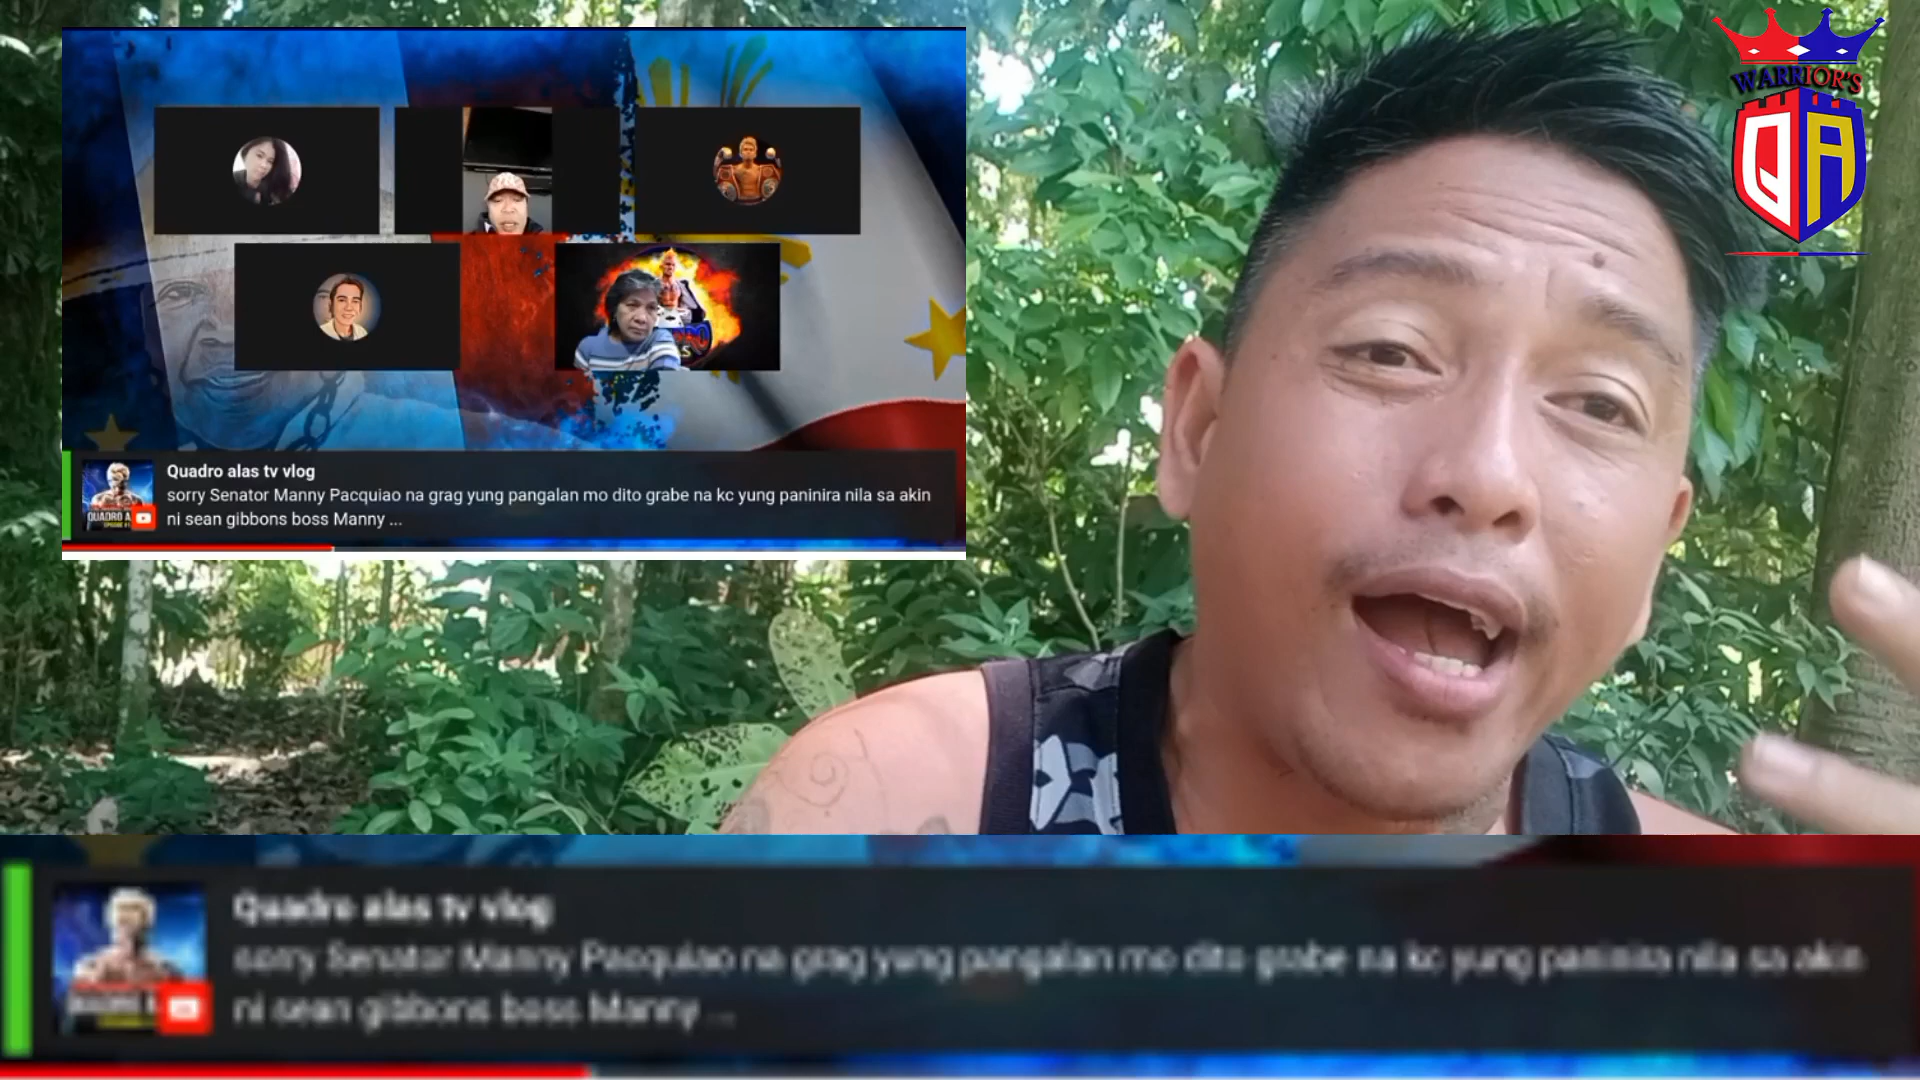 WARRIOR'S
QA
Quadro alas tv vlog
sorry Senator Manny Pacquiao na grag yung pangalan mo dito grabe na kc yung paninira nila sa akin
ni sean gibbons boss Manny ...
QUADRO A
Quadro alas tv vlog
sorry Senator Manny Pacquiao na grag yung pangalan mo dito grabe na kc yung paninira nila sa akin
ni sean gibbons boss Manny ...